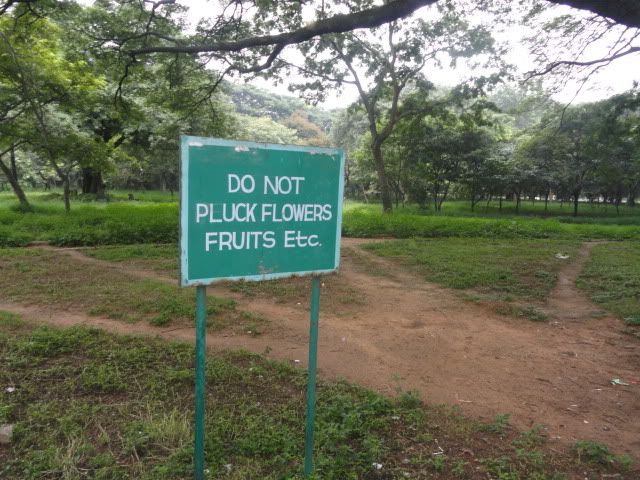 DO NOT
PLUCK FLOWERS
FRUITS Etc.